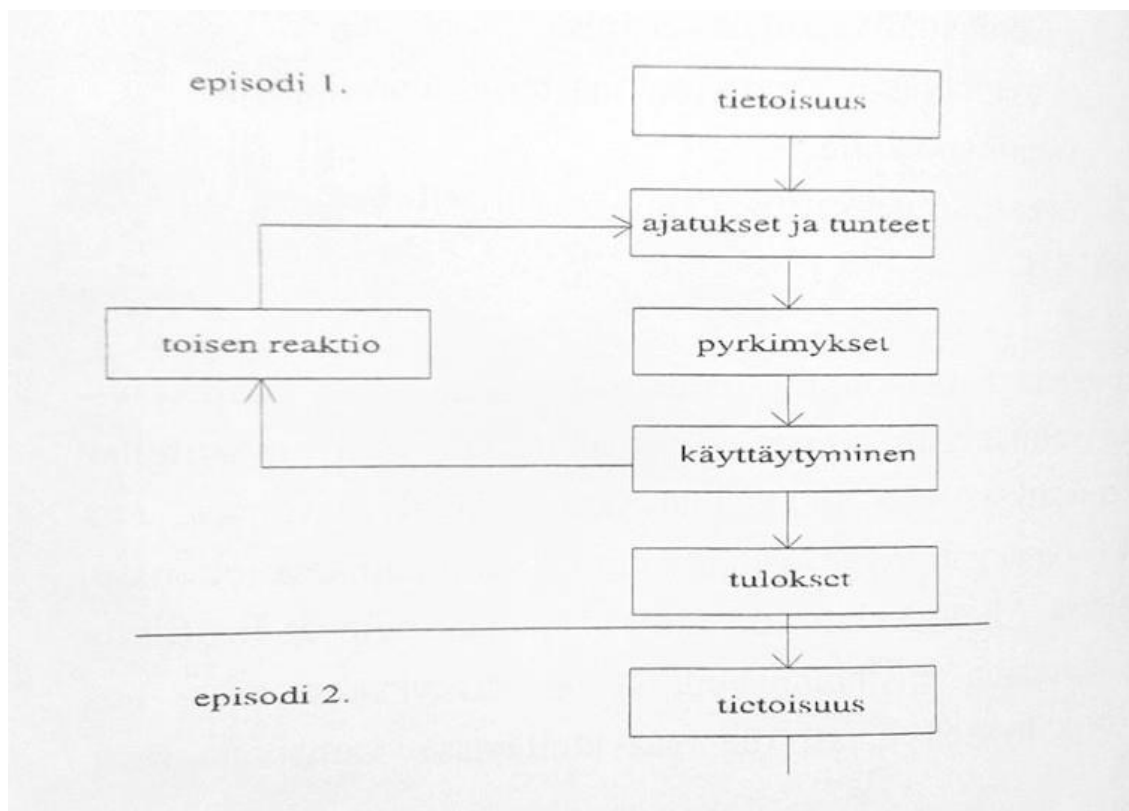 episodi 1.
tietoisuus
ajatukset ja tunteet
toisen reaktio
pyrkimykset
käyttäytyminen
tulokset
episodi 2.
tietoisuus